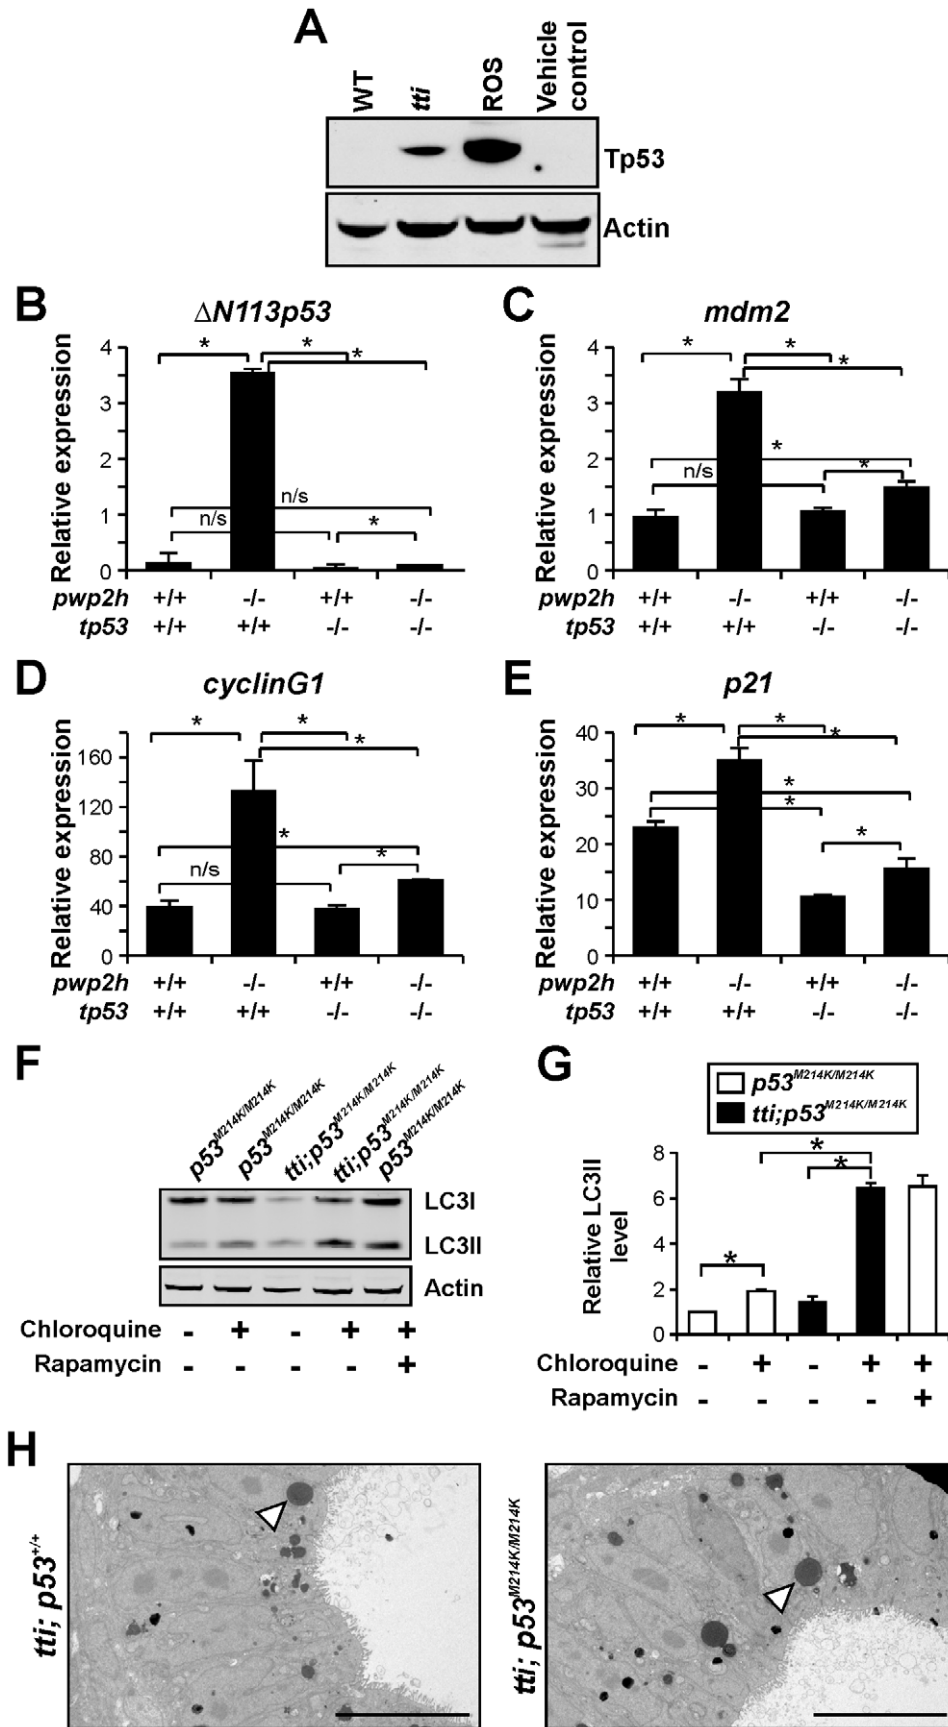 A
WT
tti
ROS
Vehicle control
Tp53
Actin
B
ΔN113p53
Relative expression
4
3
2
1
0
* * *
n/s
n/s *
pwp2h +/+ -/- +/+ -/-
tp53 +/+ +/+ -/- -/-
C
mdm2
Relative expression
4
3
2
1
0
* * *
*
n/s *
pwp2h +/+ -/- +/+ -/-
tp53 +/+ +/+ -/- -/-
D
cyclinG1
Relative expression
160
120
80
40
0
* * *
*
n/s *
pwp2h +/+ -/- +/+ -/-
tp53 +/+ +/+ -/- -/-
E
p21
Relative expression
40
30
20
10
0
* * *
*
*
*
pwp2h +/+ -/- +/+ -/-
tp53 +/+ +/+ -/- -/-
F
p53M214K/M214K
p53M214K/M214K
tti;p53M214K/M214K
tti;p53M214K/M214K
p53M214K/M214K
LC3I
LC3II
Actin
Chloroquine - + - + +
Rapamycin - - - - +
G
p53M214K/M214K
tti;p53M214K/M214K
Relative LC3II level
8
6
4
2
0
*
*
*
Chloroquine - + - + +
Rapamycin - - - - +
H
tti; p53+/+
tti; p53M214K/M214K